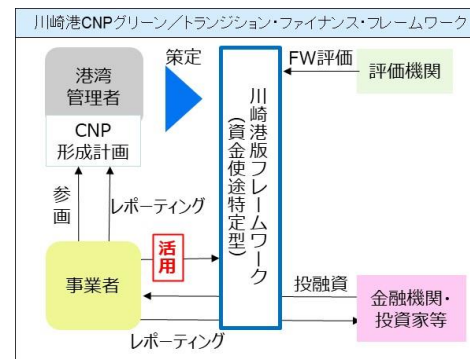 川崎港CNPグリーン／トランジション・ファイナンス・フレームワーク
港湾
管理者
CNP
形成計画
策定
川崎港版フレームワーク
(資金使途特定型)
FW評価
評価機関
参画
レポーティング
活用
事業者
投融資
金融機関・
投資家等
レポーティング